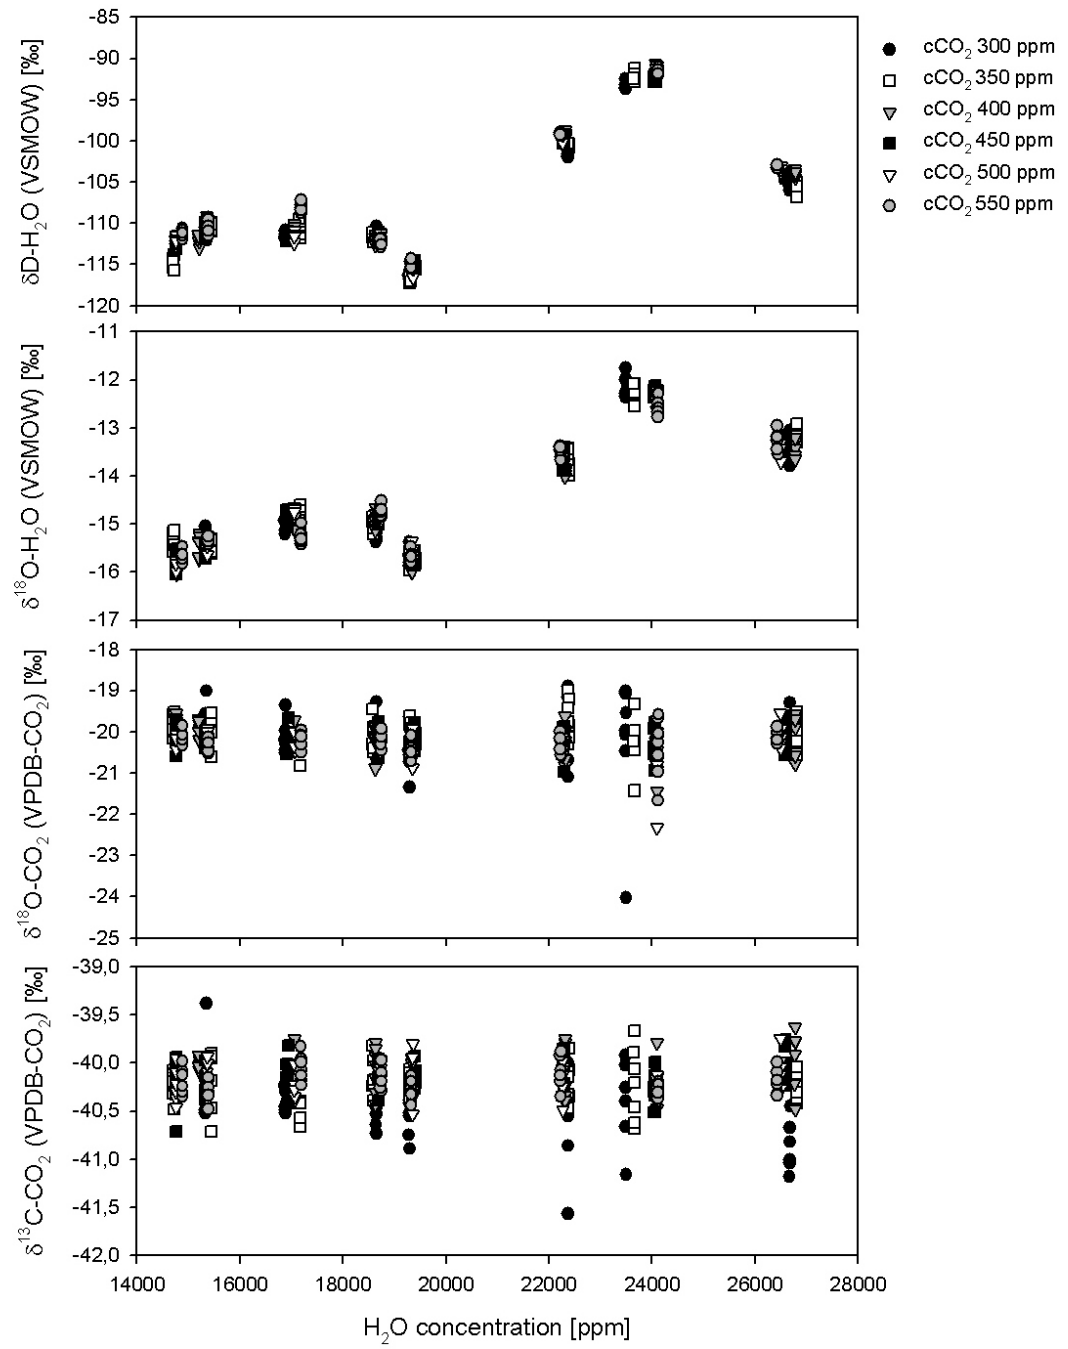 -85
-90
-95
-100
-105
-110
-115
-120
δD-H₂O (VSMOW) [‰]
cCO₂ 300 ppm
cCO₂ 350 ppm
cCO₂ 400 ppm
cCO₂ 450 ppm
cCO₂ 500 ppm
cCO₂ 550 ppm
-11
-12
-13
-14
-15
-16
-17
δ¹⁸O-H₂O (VSMOW) [‰]
-18
-19
-20
-21
-22
-23
-24
-25
δ¹⁸O-CO₂ (VPDB-CO₂) [‰]
-39,0
-39,5
-40,0
-40,5
-41,0
-41,5
-42,0
δ¹³C-CO₂ (VPDB-CO₂) [‰]
14000 16000 18000 20000 22000 24000 26000 28000
H₂O concentration [ppm]